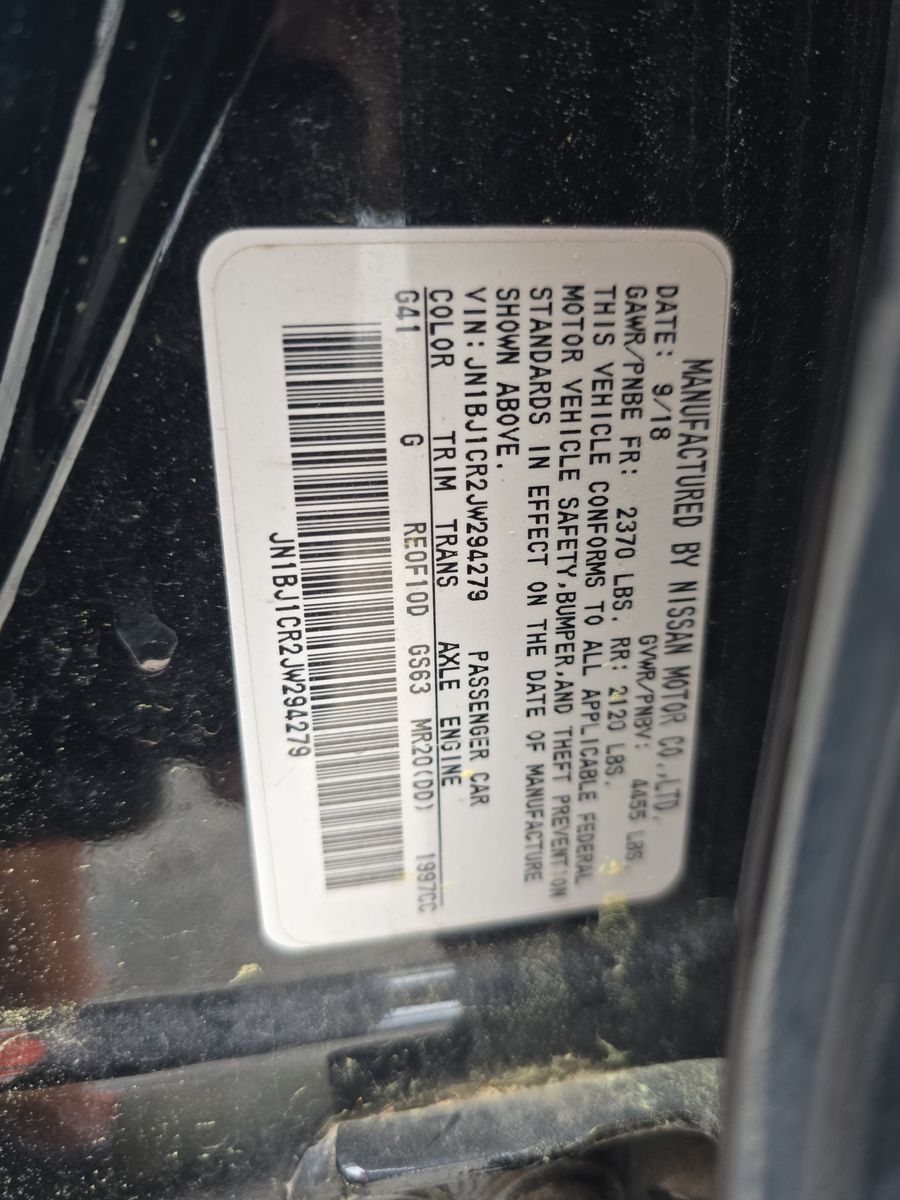 MANUFACTURED BY NISSAN MOTOR CO.,LTD.
DATE: 9/18 GVWR/PNBV: 4455 LBS.
GAWR/PNBE FR: 2370 LBS. RR: 2120 LBS.
THIS VEHICLE CONFORMS TO ALL APPLICABLE FEDERAL
MOTOR VEHICLE SAFETY,BUMPER,AND THEFT PREVENTION
STANDARDS IN EFFECT ON THE DATE OF MANUFACTURE
SHOWN ABOVE.
VIN:JN1BJ1CR2JW294279 PASSENGER CAR
COLOR TRIM TRANS AXLE ENGINE
G41 G RE0F10D GS63 MR20(DD) 1997CC
JN1BJ1CR2JW294279